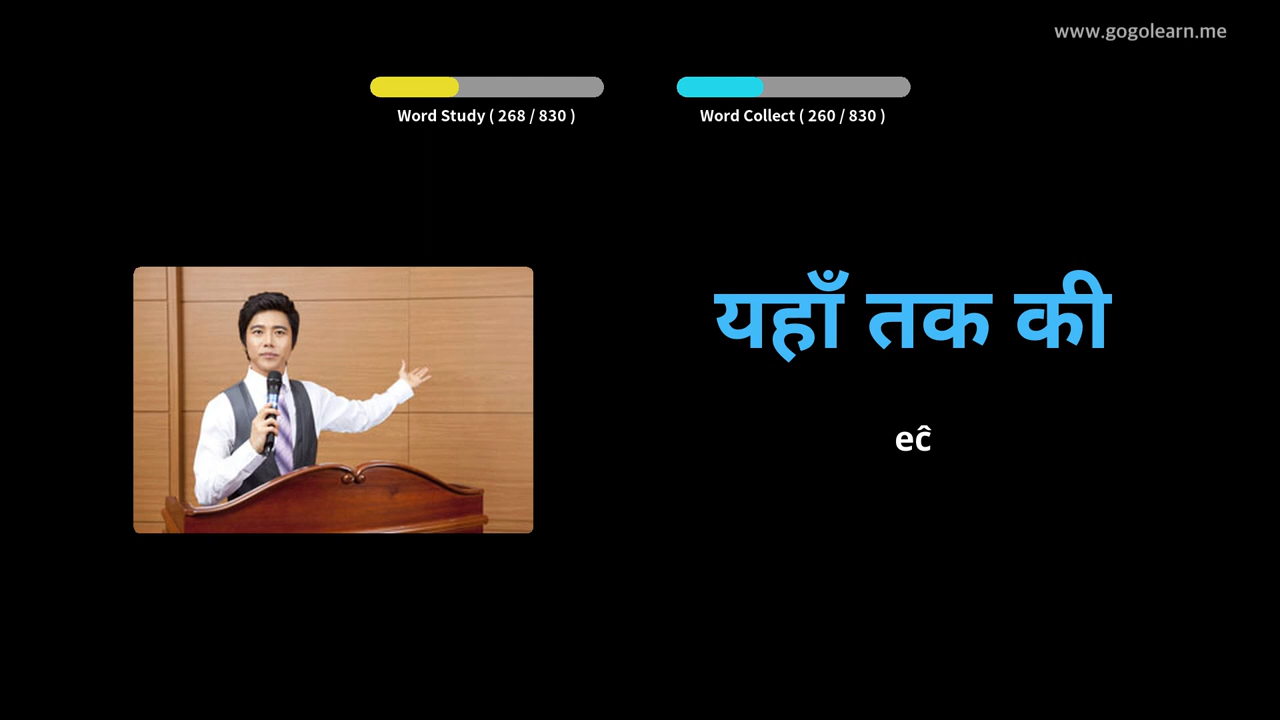 www.gogolearn.me
Word Study ( 268 / 830 )
Word Collect ( 260 / 830 )
यहाँ तक की
eĉ